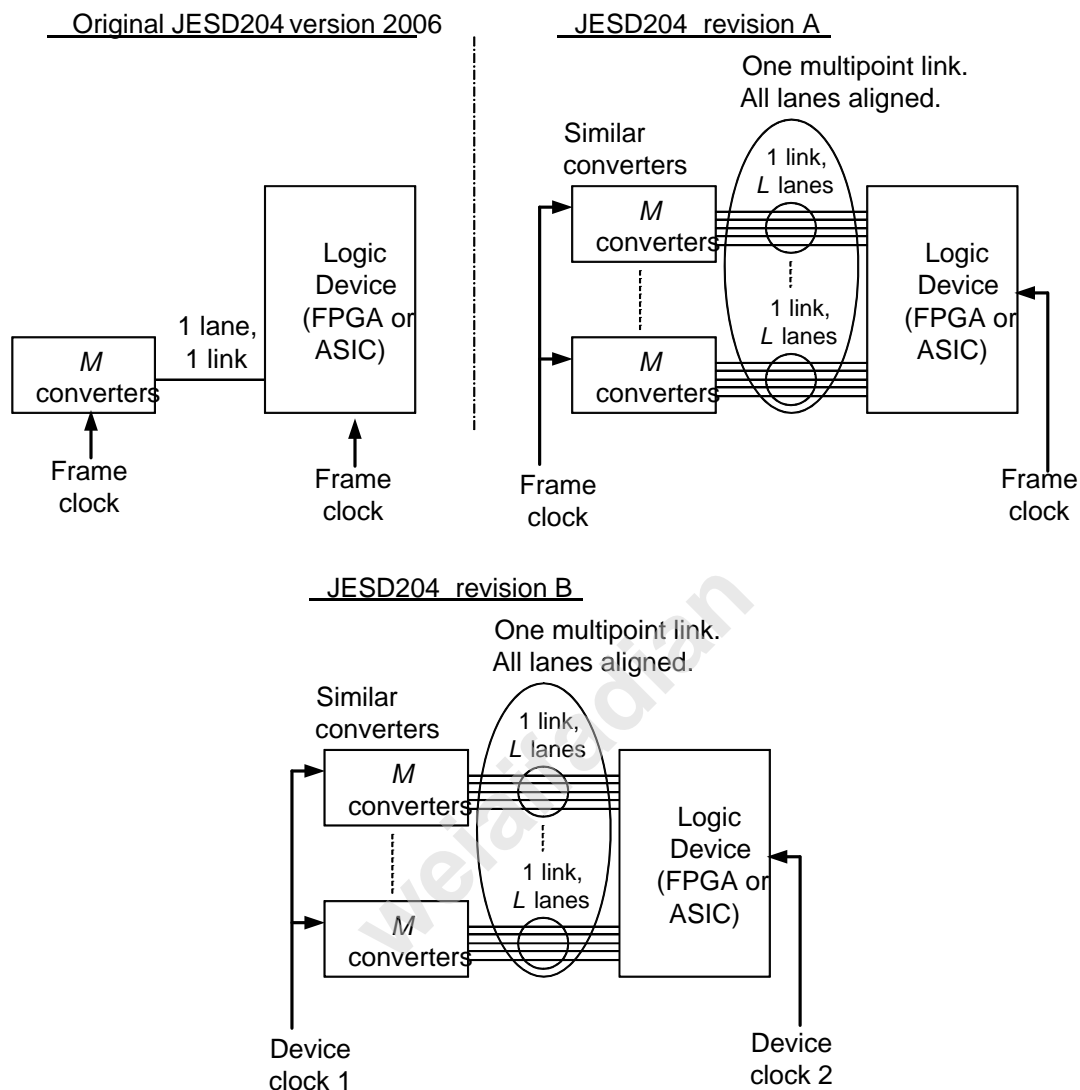 Original JESD204 version 2006
1 lane,
1 link
M
converters
Logic
Device
(FPGA or
ASIC)
Frame
clock
Frame
clock
JESD204 revision A
One multipoint link.
All lanes aligned.
Similar
converters
1 link,
L lanes
M
converters
1 link,
L lanes
M
converters
Logic
Device
(FPGA or
ASIC)
Frame
clock
Frame
clock
JESD204 revision B
One multipoint link.
All lanes aligned.
Similar
converters
1 link,
L lanes
M
converters
1 link,
L lanes
M
converters
Logic
Device
(FPGA or
ASIC)
Device
clock 1
Device
clock 2